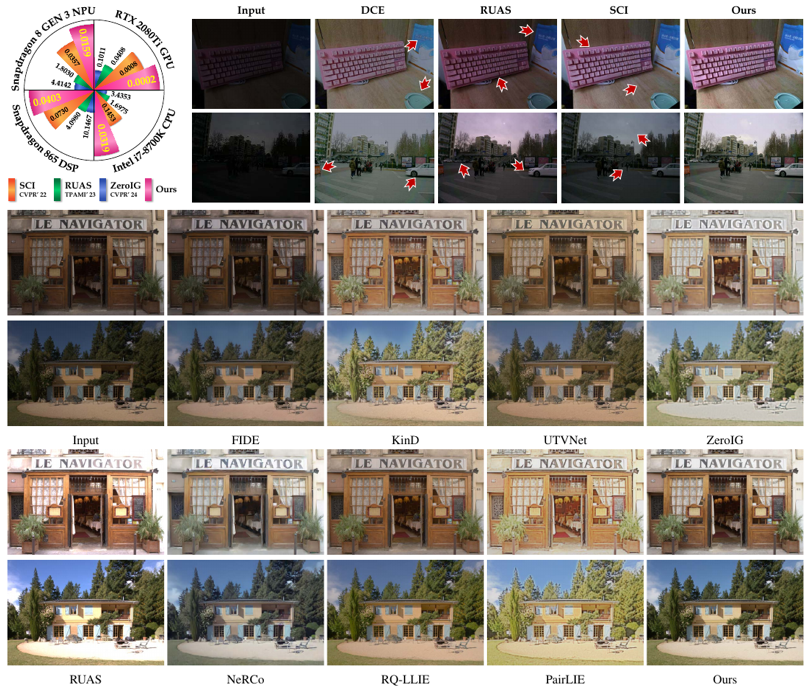 Snapdragon 8 GEN 3 NPU
RTX 2080Ti GPU
Snapdragon 865 DSP
Intel i7-8700K CPU
0.0159
0.0357
1.8030
4.4142
0.1011
0.0408
0.0006
0.0002
0.0403
0.0730
4.0980
10.1467
3.4353
1.6975
0.1453
0.0319
SCI
CVPR' 22
RUAS
TPAMI' 23
ZeroIG
CVPR' 24
Ours
Input DCE RUAS SCI Ours
LE NAVIGATOR LE NAVIGATOR LE NAVIGATOR LE NAVIGATOR LE NAVIGATOR
Input FIDE KinD UTVNet ZeroIG
LE NAVIGATOR LE NAVIGATOR LE NAVIGATOR LE NAVIGATOR LE NAVIGATOR
RUAS NeRCo RQ-LLIE PairLIE Ours